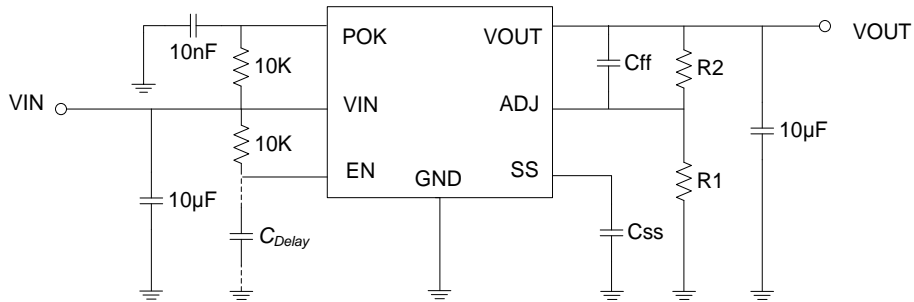 POK
VOUT
VOUT
10nF
10K
Cff
R2
VIN
VIN
ADJ
10µF
10K
EN
GND
SS
R1
10µF
CDelay
Css